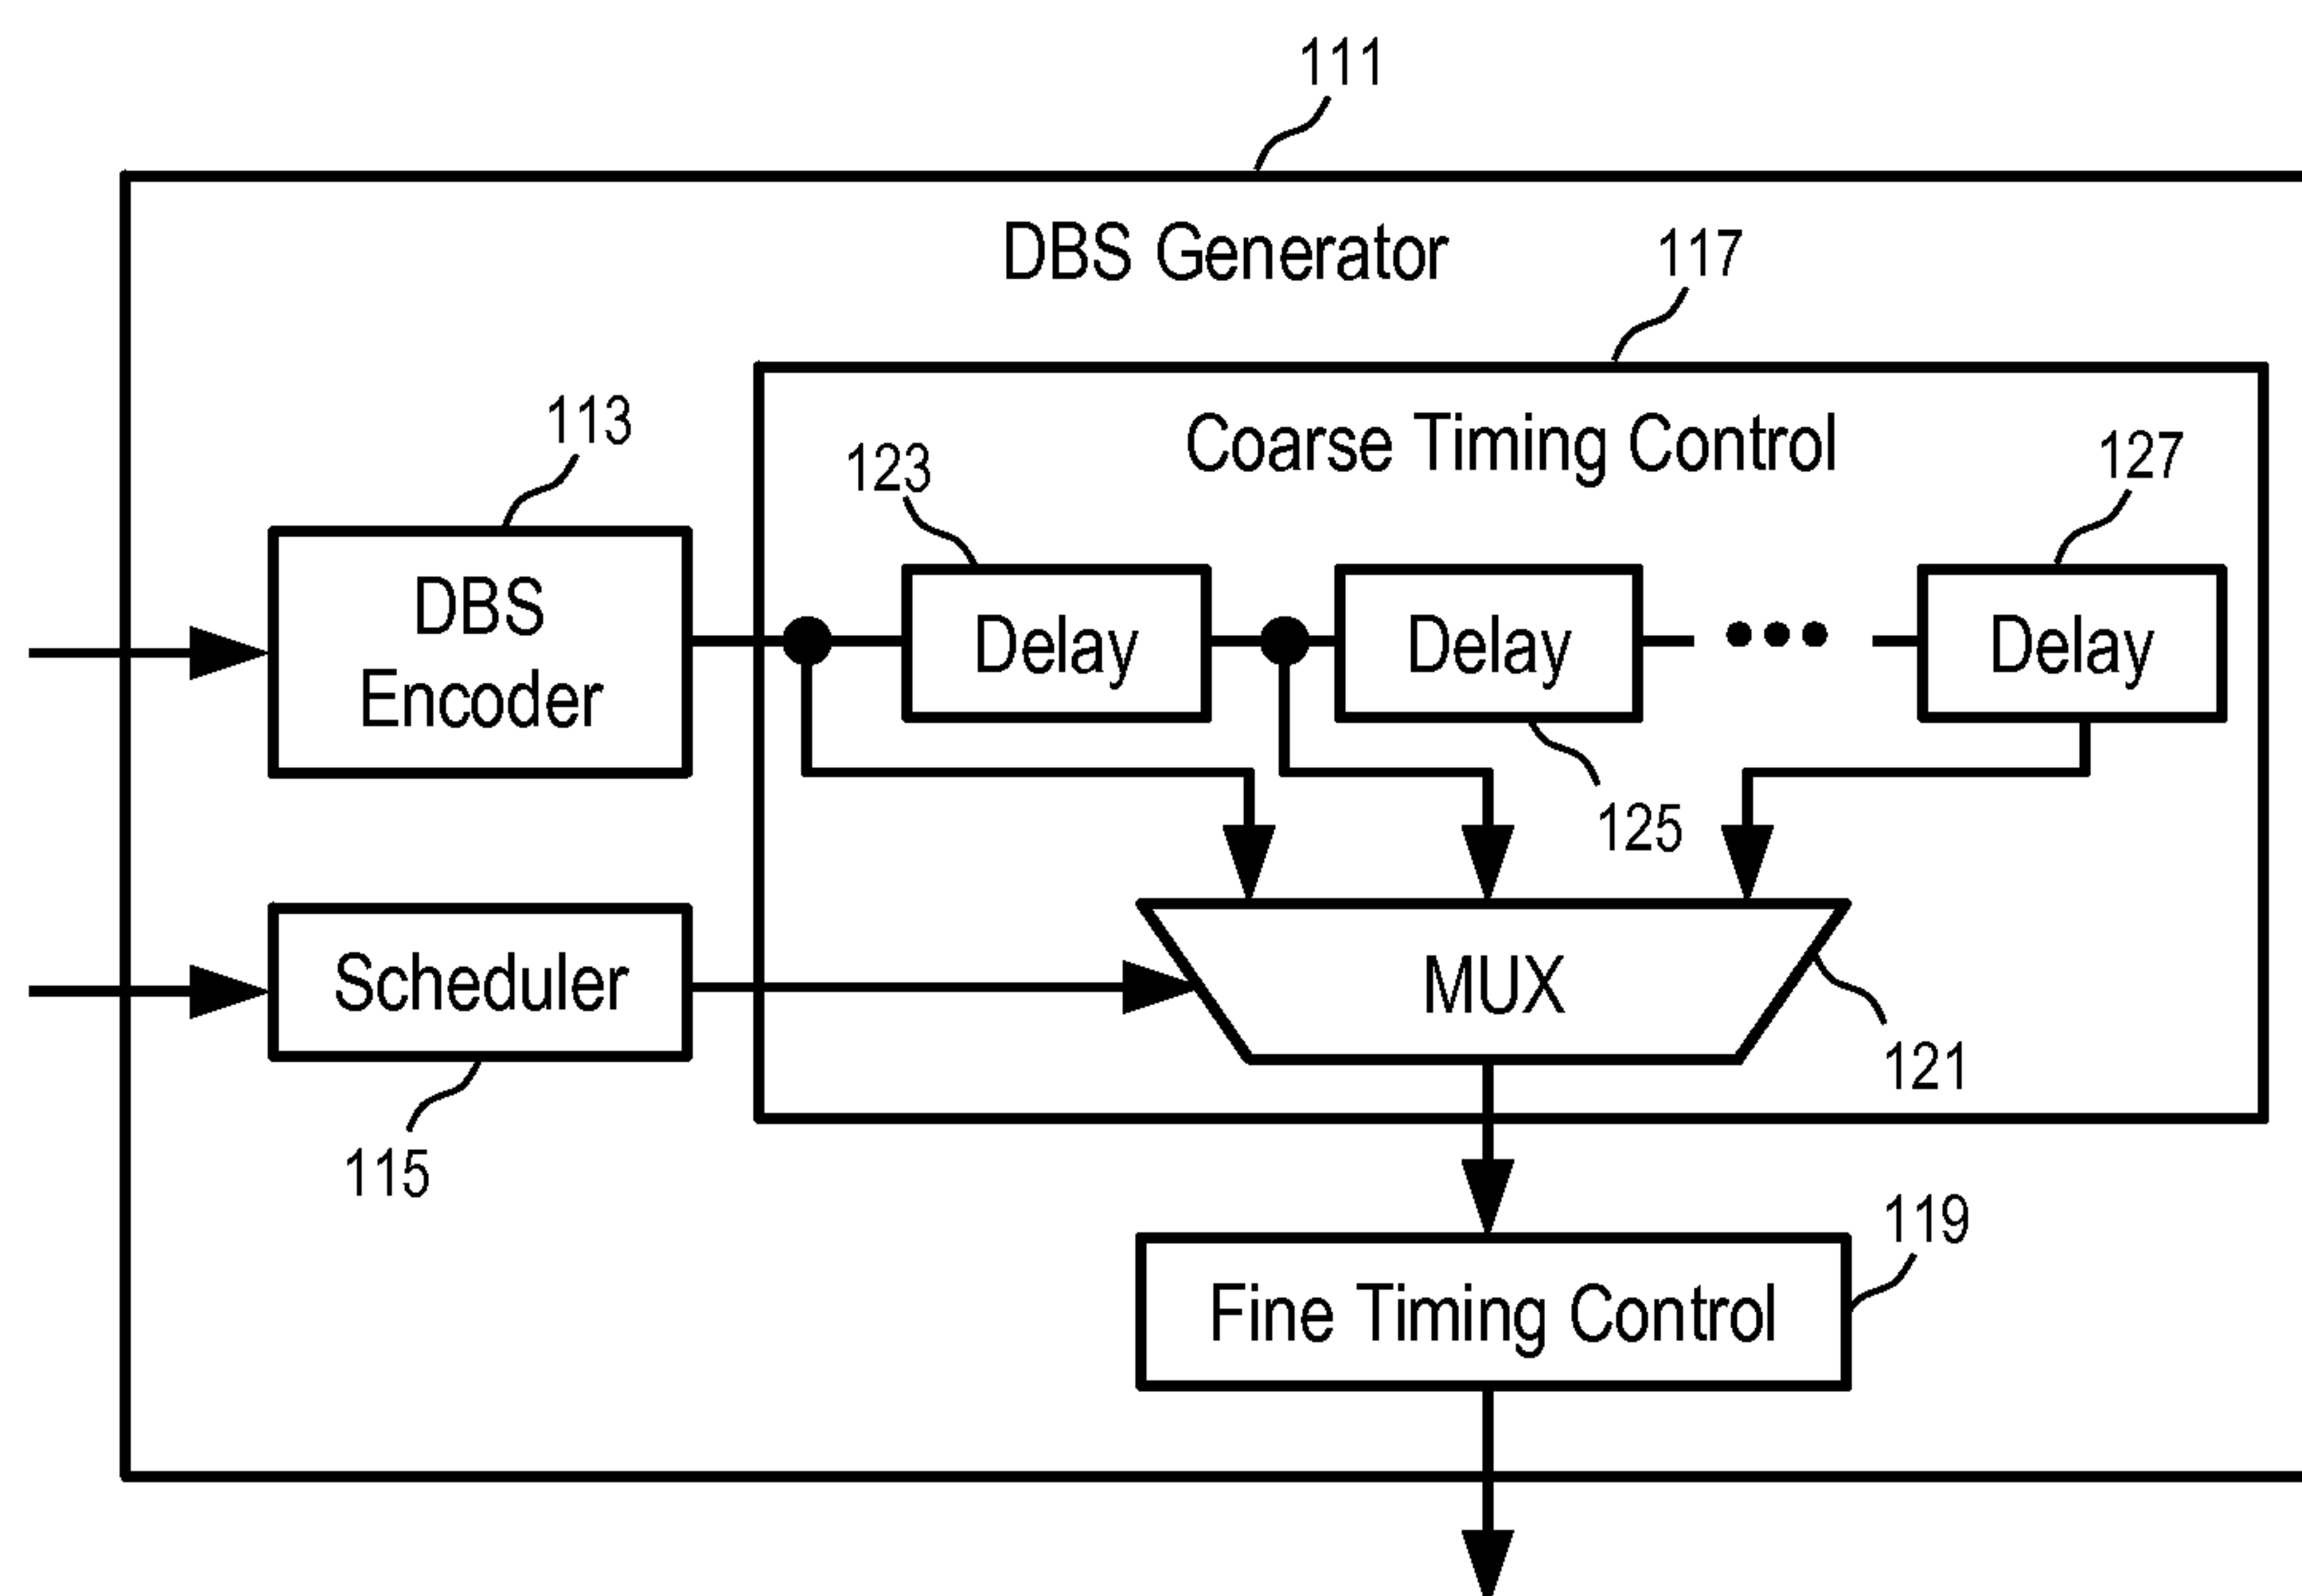 111
DBS Generator
117
113
Coarse Timing Control
123
127
DBS
Encoder
Delay
Delay
Delay
125
Scheduler
MUX
121
115
119
Fine Timing Control